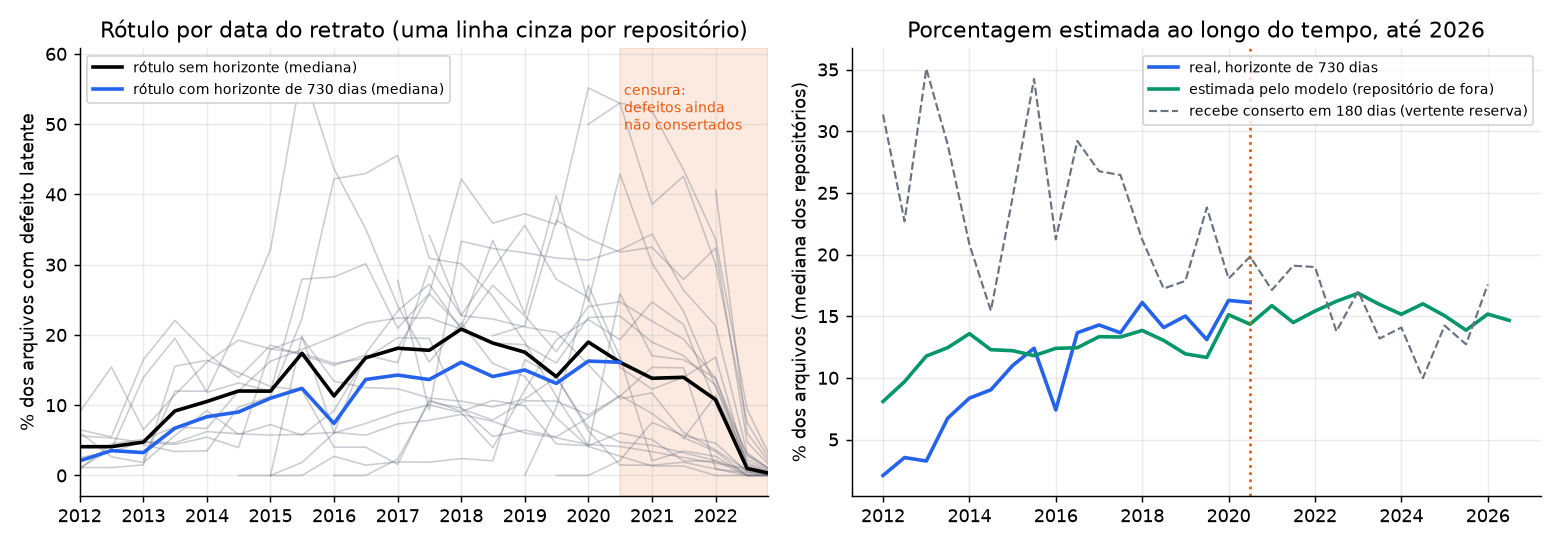 Rótulo por data do retrato (uma linha cinza por repositório)
rótulo sem horizonte (mediana)
rótulo com horizonte de 730 dias (mediana)
censura:
defeitos ainda
não consertados
% dos arquivos com defeito latente
60
50
40
30
20
10
0
2012 2013 2014 2015 2016 2017 2018 2019 2020 2021 2022
Porcentagem estimada ao longo do tempo, até 2026
real, horizonte de 730 dias
estimada pelo modelo (repositório de fora)
recebe conserto em 180 dias (vertente reserva)
% dos arquivos (mediana dos repositórios)
35
30
25
20
15
10
5
2012 2014 2016 2018 2020 2022 2024 2026